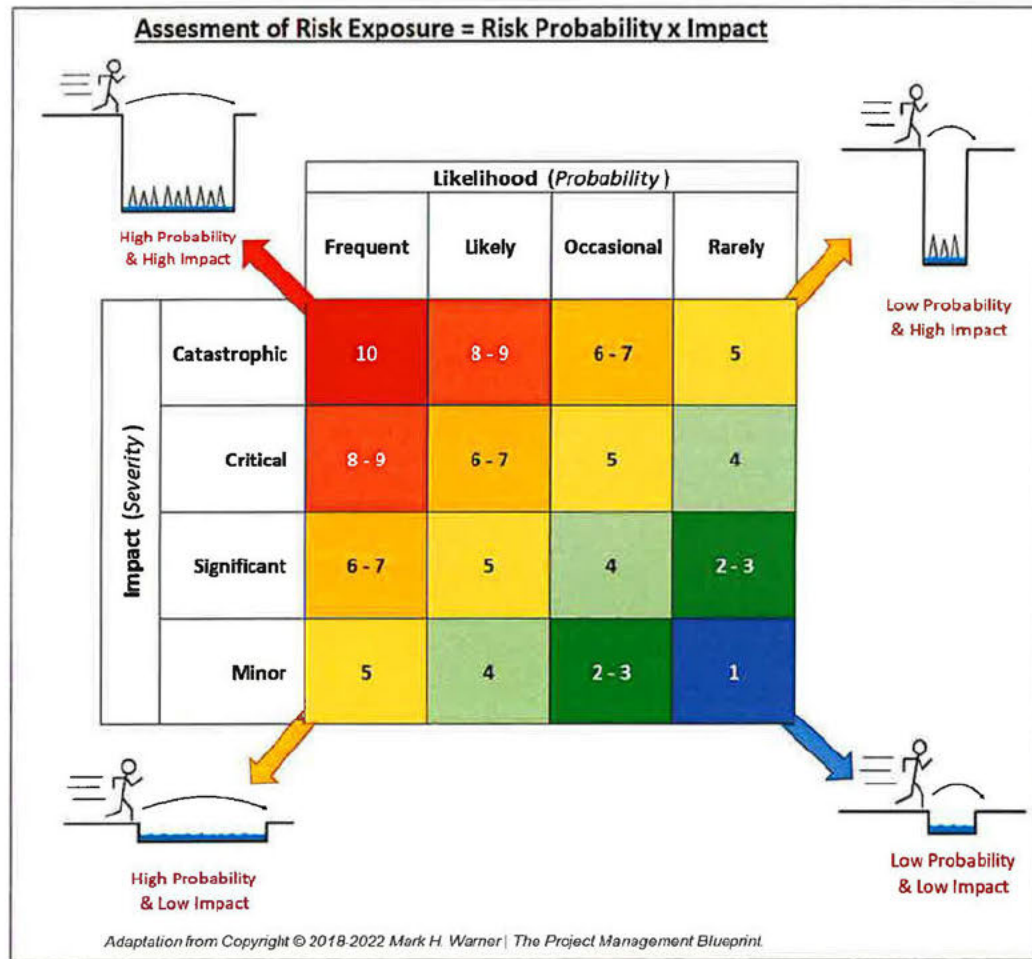 Assesment of Risk Exposure = Risk Probability x Impact
High Probability
& High Impact
Low Probability
& High Impact
Likelihood (Probability)
Frequent Likely Occasional Rarely
Impact (Severity)
Catastrophic 10 8 - 9 6 - 7 5
Critical 8 - 9 6 - 7 5 4
Significant 6 - 7 5 4 2 - 3
Minor 5 4 2 - 3 1
High Probability
& Low Impact
Low Probability
& Low Impact
Adaptation from Copyright © 2018-2022 Mark H. Warner | The Project Management Blueprint.